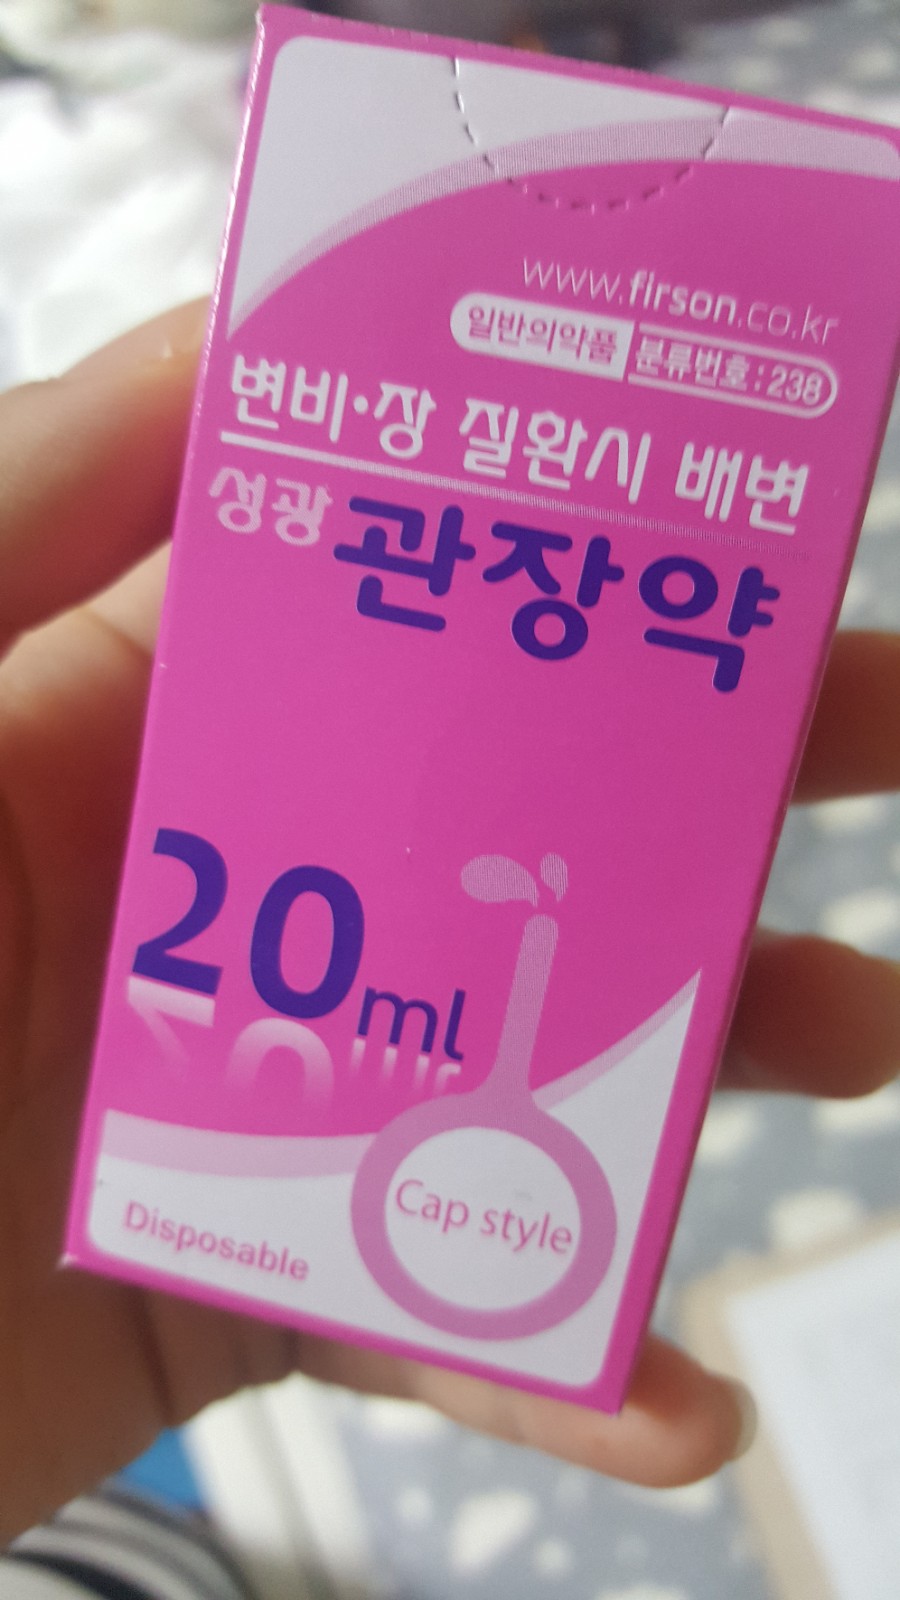 www.firson.co.kr
일반의약품 분류번호 : 238
변비·장 질환시 배변
성광 관장약
20ml
Cap style
Disposable